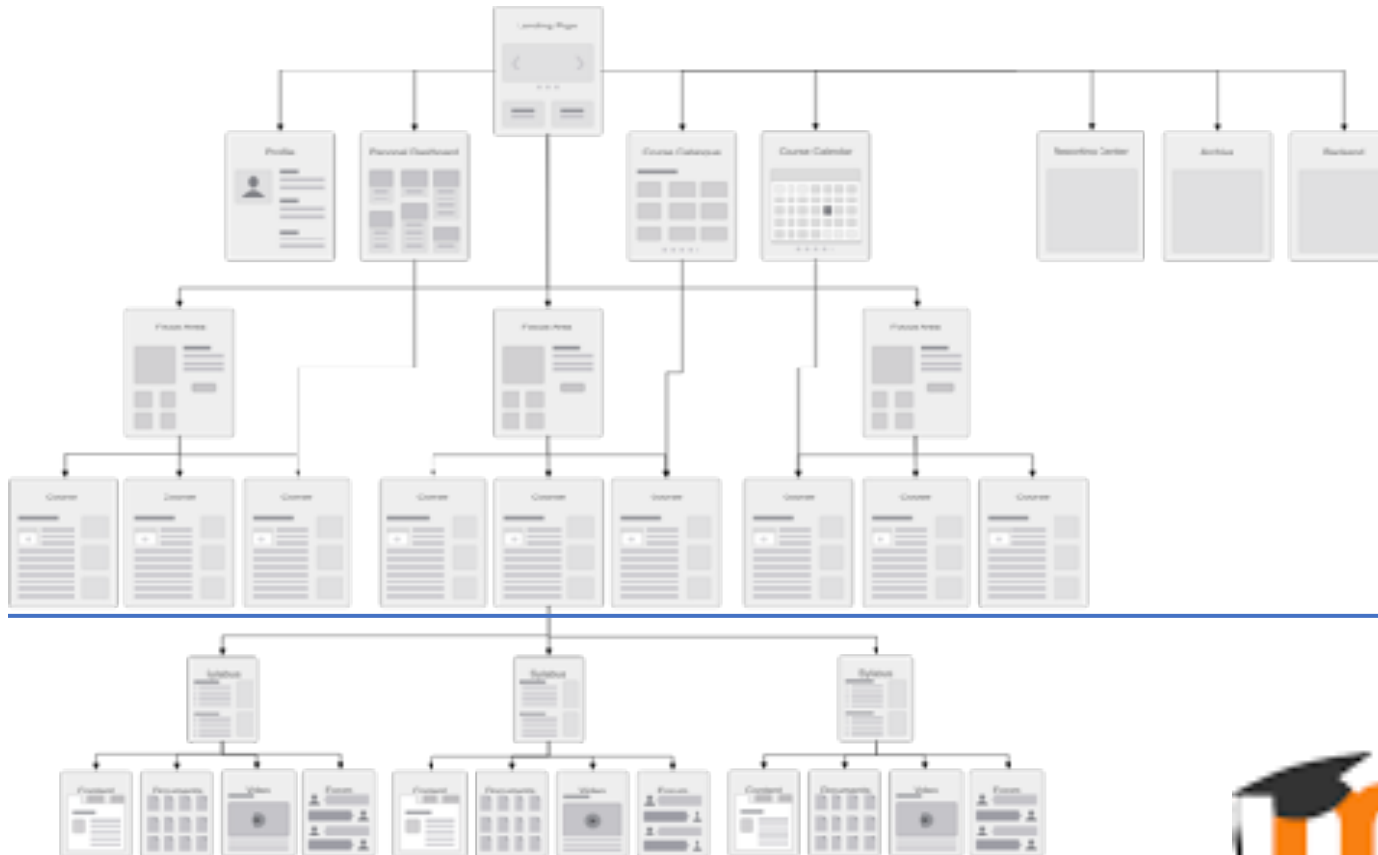 Landing Page
Profile
Personal Dashboard
Course Catalogue
Course Calendar
Reporting Center
Archive
Focus Area
Focus Area
Focus Area
Course
Course
Course
Course
Course
Course
Course
Course
Course
Syllabus
Syllabus
Syllabus
Content
Documents
Video
Forum
Content
Documents
Video
Forum
Content
Documents
Video
Forum